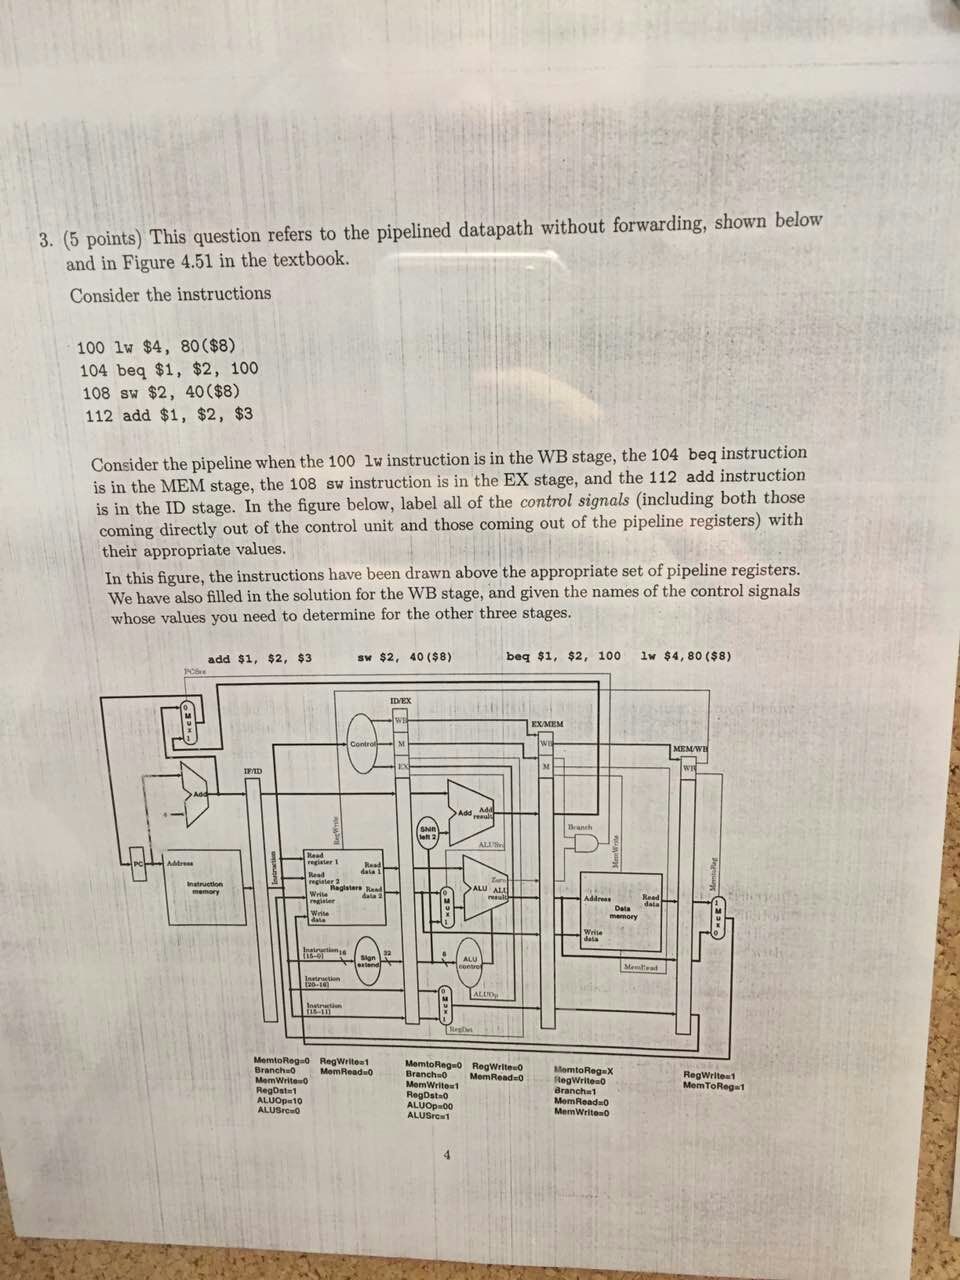 3. (5 points) This question refers to the pipelined datapath without forwarding, shown below
and in Figure 4.51 in the textbook.
Consider the instructions
100 lw $4, 80($8)
104 beq $1, $2, 100
108 sw $2, 40($8)
112 add $1, $2, $3
Consider the pipeline when the 100 lw instruction is in the WB stage, the 104 beq instruction
is in the MEM stage, the 108 sw instruction is in the EX stage, and the 112 add instruction
is in the ID stage. In the figure below, label all of the control signals (including both those
coming directly out of the control unit and those coming out of the pipeline registers) with
their appropriate values.
In this figure, the instructions have been drawn above the appropriate set of pipeline registers.
We have also filled in the solution for the WB stage, and given the names of the control signals
whose values you need to determine for the other three stages.
add $1, $2, $3 sw $2, 40($8) beq $1, $2, 100 lw $4,80($8)
PCSrc
ID/EX
EX/MEM
MEM/WB
IF/ID
WB
M
EX
WB
M
WB
Control
0
M
u
x
1
Add
4
PC
Address
Instruction
memory
Instruction
RegWrite
Read
register 1
Read
register 2
Write
register
Write
data
Registers
Read
data 1
Read
data 2
Instruction
[15-0]
16
Sign
extend
32
Instruction
[20-16]
Instruction
[15-11]
Shift
left 2
Add
Add
result
ALUSrc
0
M
u
x
1
Zero
ALU
ALU
result
6
ALU
control
ALUOp
0
M
u
x
1
RegDst
Branch
MemWrite
Address
Read
data
Data
memory
Write
data
MemRead
MemtoReg
1
M
u
x
0
MemtoReg=0 RegWrite=1
Branch=0 MemRead=0
MemWrite=0
RegDst=1
ALUOp=10
ALUSrc=0
MemtoReg=0 RegWrite=0
Branch=0 MemRead=0
MemWrite=1
RegDst=0
ALUOp=00
ALUSrc=1
MemtoReg=X
RegWrite=0
Branch=1
MemRead=0
MemWrite=0
RegWrite=1
MemToReg=1
4